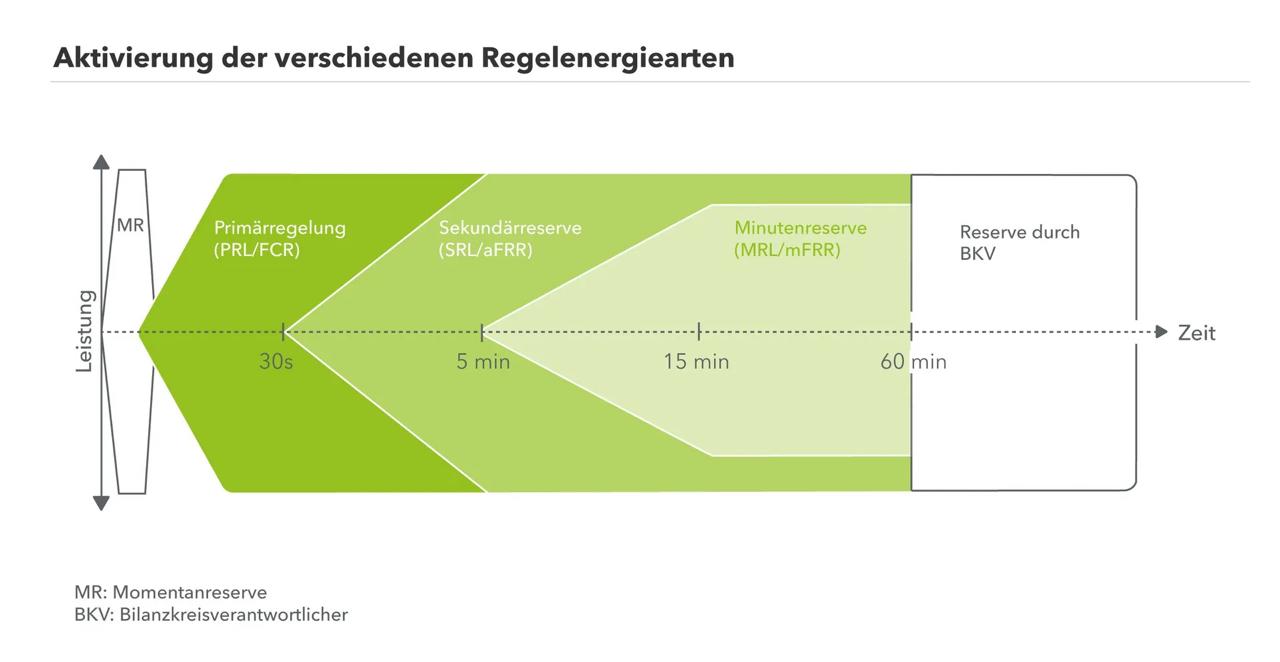 Aktivierung der verschiedenen Regelenergiearten
MR
Primärregelung
(PRL/FCR)
Sekundärreserve
(SRL/aFRR)
Minutenreserve
(MRL/mFRR)
Reserve durch
BKV
Leistung
Zeit
30s
5 min
15 min
60 min
MR: Momentanreserve
BKV: Bilanzkreisverantwortlicher